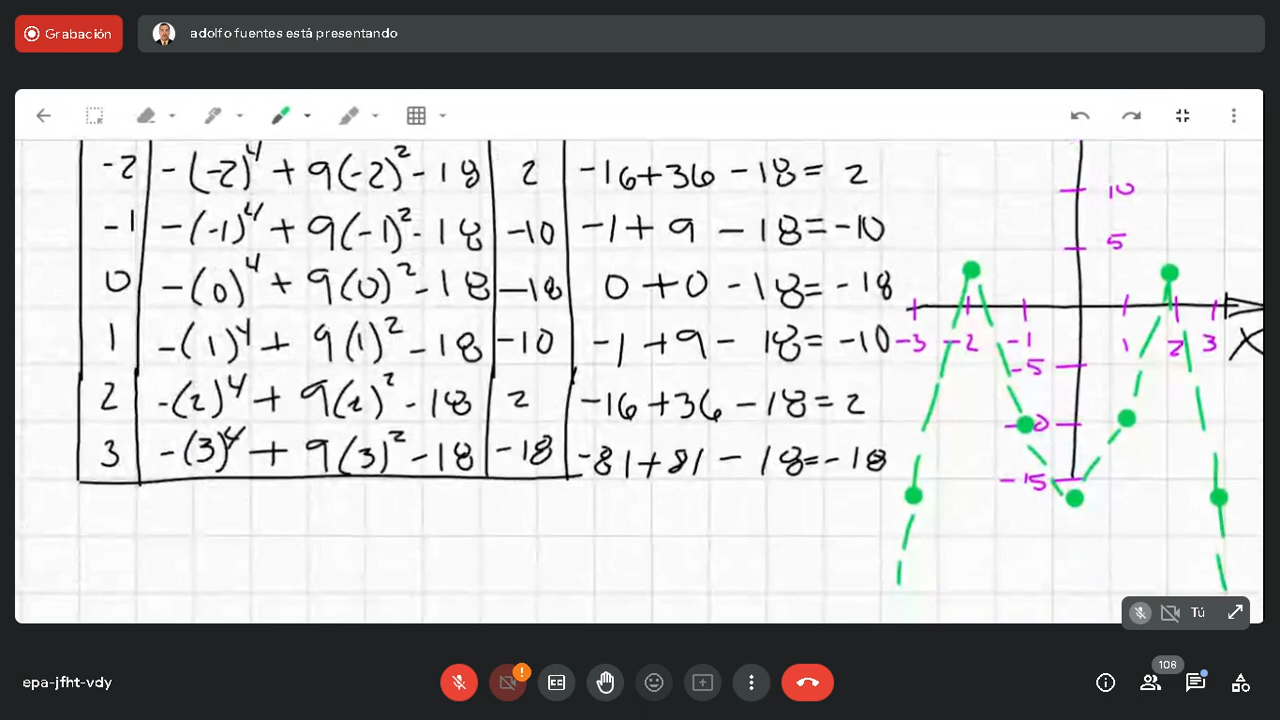 Grabación
adolfo fuentes está presentando
-2 | -(-2)⁴ + 9(-2)² - 18 | 2 | -16+36 - 18 = 2
-1 | -(-1)⁴ + 9(-1)² - 18 | -10 | -1 + 9 - 18 = -10
0 | -(0)⁴ + 9(0)² - 18 | -18 | 0 + 0 - 18 = -18
1 | -(1)⁴ + 9(1)² - 18 | -10 | -1 + 9 - 18 = -10
2 | -(2)⁴ + 9(2)² - 18 | 2 | -16+36 - 18 = 2
3 | -(3)⁴ + 9(3)² - 18 | -18 | -81+81 - 18 = -18
10
5
-3 -2 -1 1 2 3 X
-5
-15
Tú
epa-jfht-vdy
108